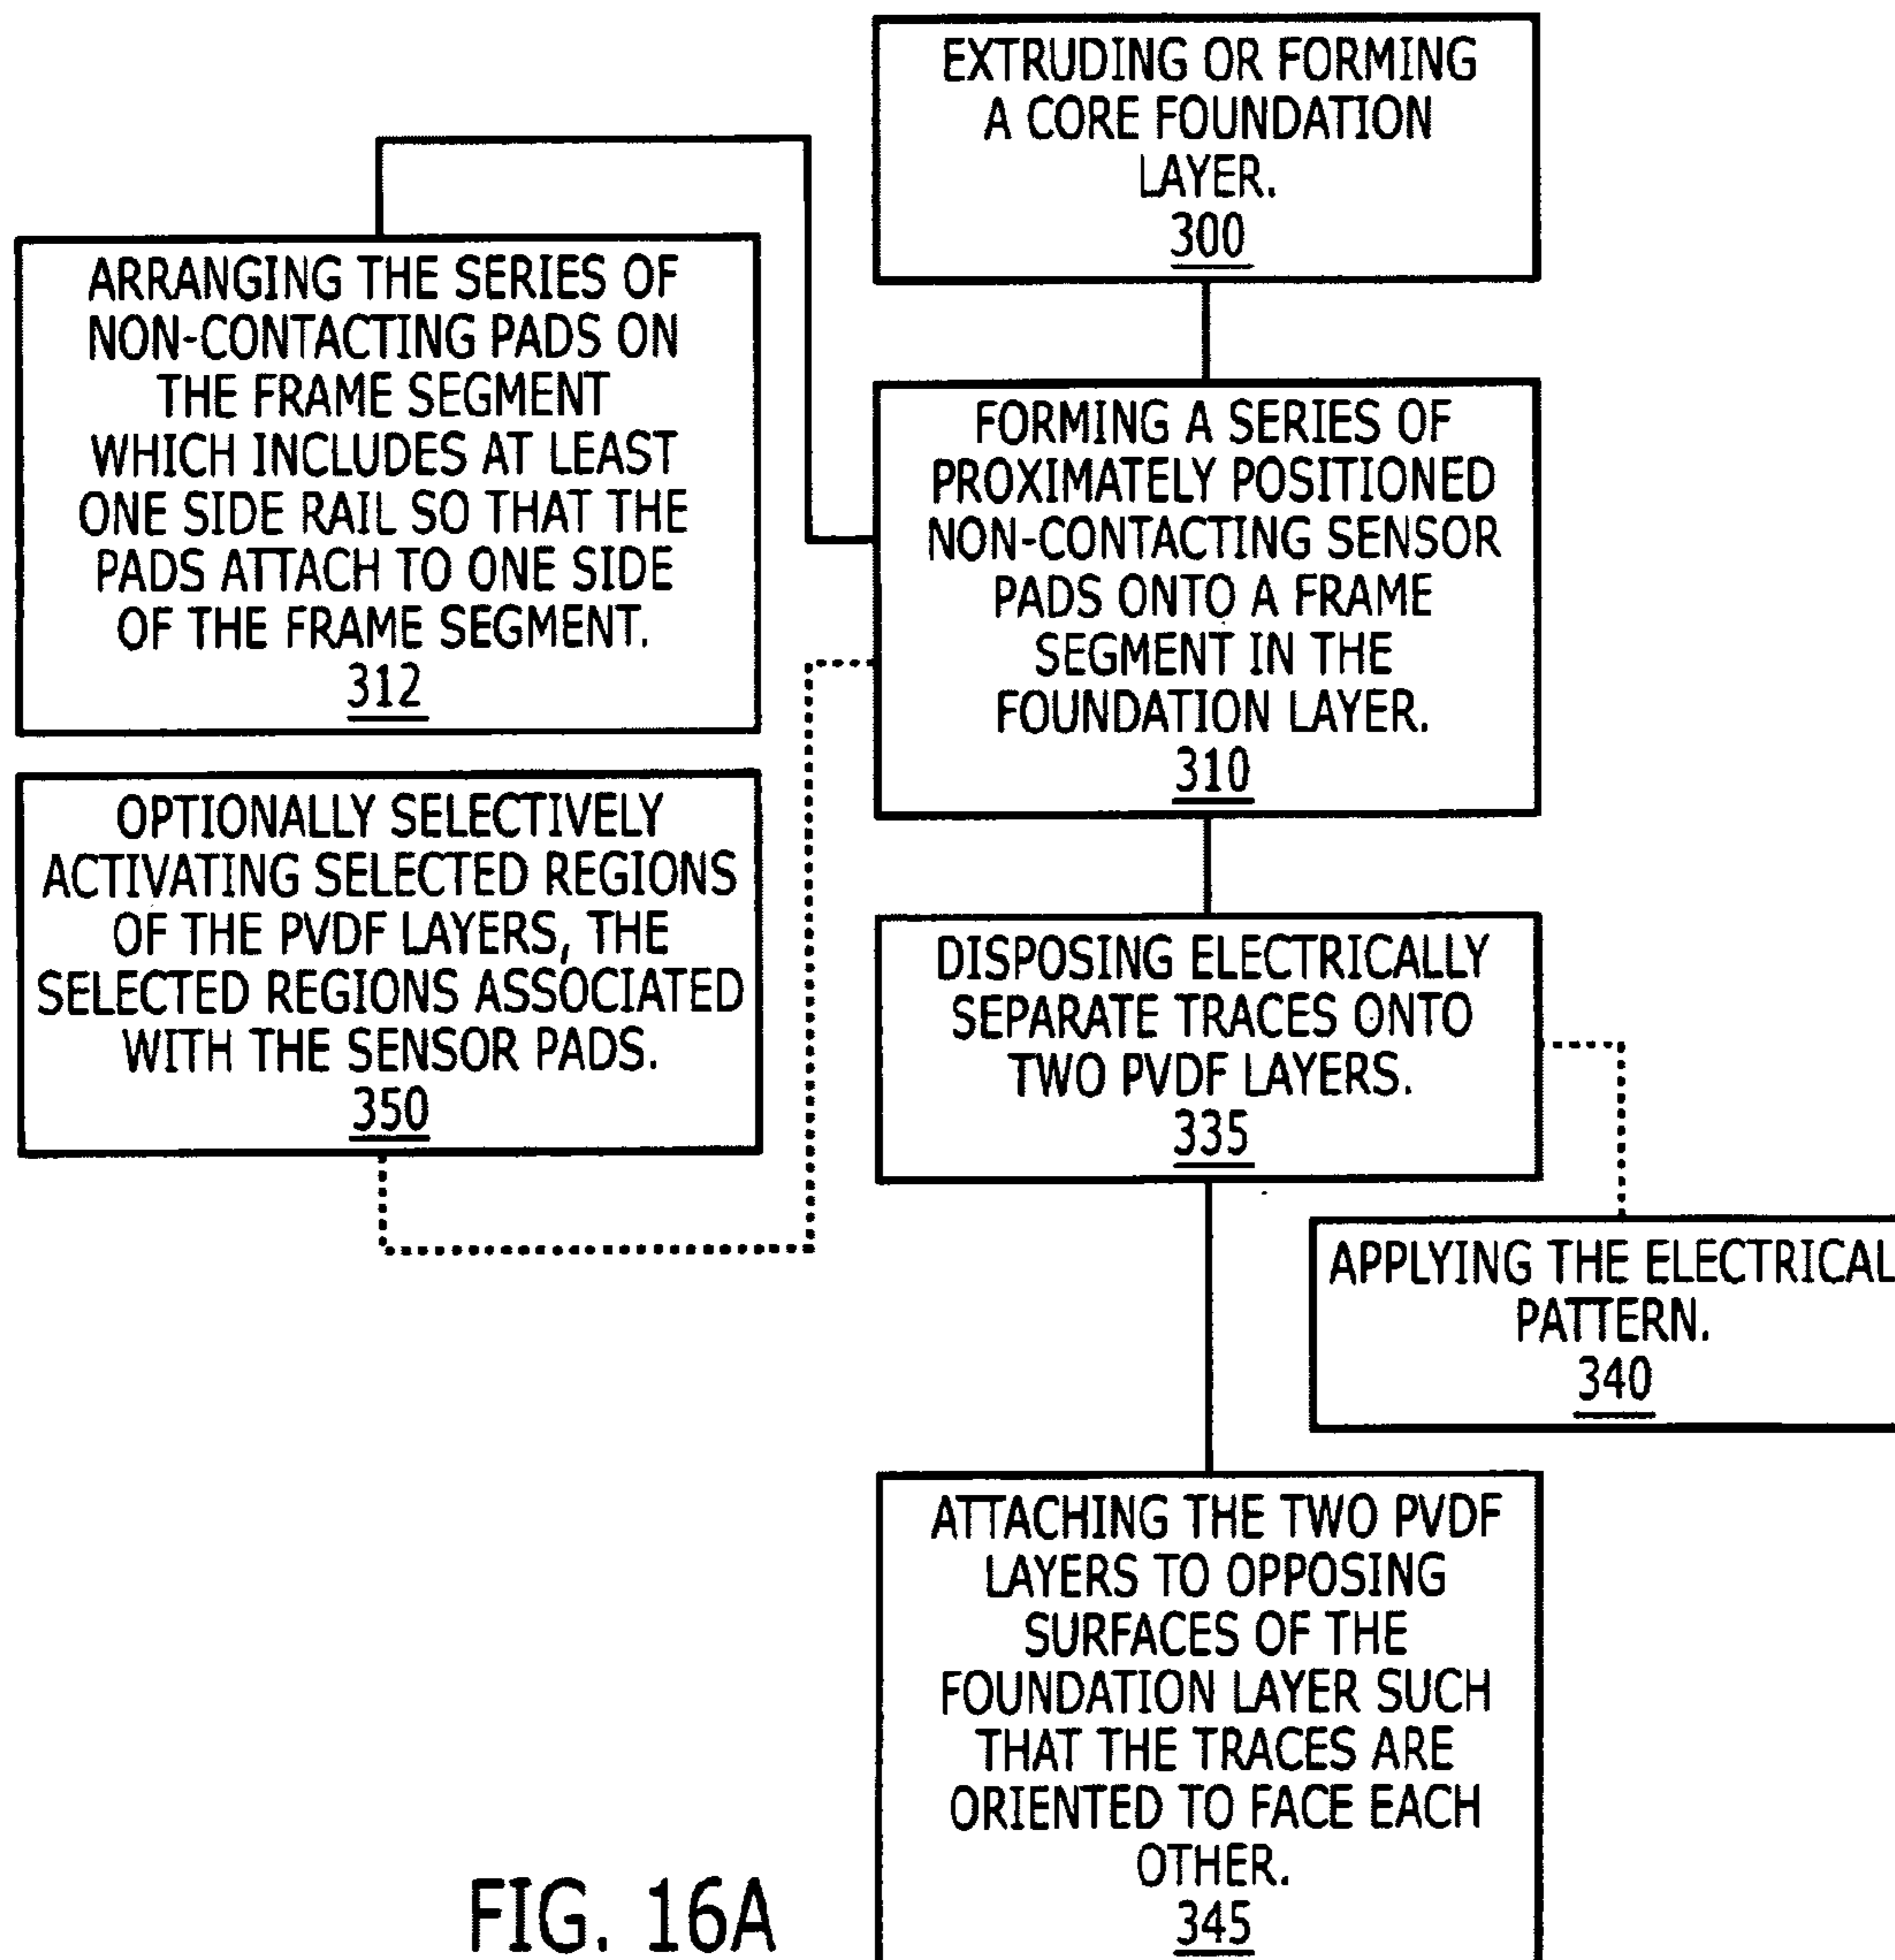 EXTRUDING OR FORMING
A CORE FOUNDATION
LAYER.
300
ARRANGING THE SERIES OF
NON-CONTACTING PADS ON
THE FRAME SEGMENT
WHICH INCLUDES AT LEAST
ONE SIDE RAIL SO THAT THE
PADS ATTACH TO ONE SIDE
OF THE FRAME SEGMENT.
312
FORMING A SERIES OF
PROXIMATELY POSITIONED
NON-CONTACTING SENSOR
PADS ONTO A FRAME
SEGMENT IN THE
FOUNDATION LAYER.
310
OPTIONALLY SELECTIVELY
ACTIVATING SELECTED REGIONS
OF THE PVDF LAYERS, THE
SELECTED REGIONS ASSOCIATED
WITH THE SENSOR PADS.
350
DISPOSING ELECTRICALLY
SEPARATE TRACES ONTO
TWO PVDF LAYERS.
335
APPLYING THE ELECTRICAL
PATTERN.
340
ATTACHING THE TWO PVDF
LAYERS TO OPPOSING
SURFACES OF THE
FOUNDATION LAYER SUCH
THAT THE TRACES ARE
ORIENTED TO FACE EACH
OTHER.
345
FIG. 16A